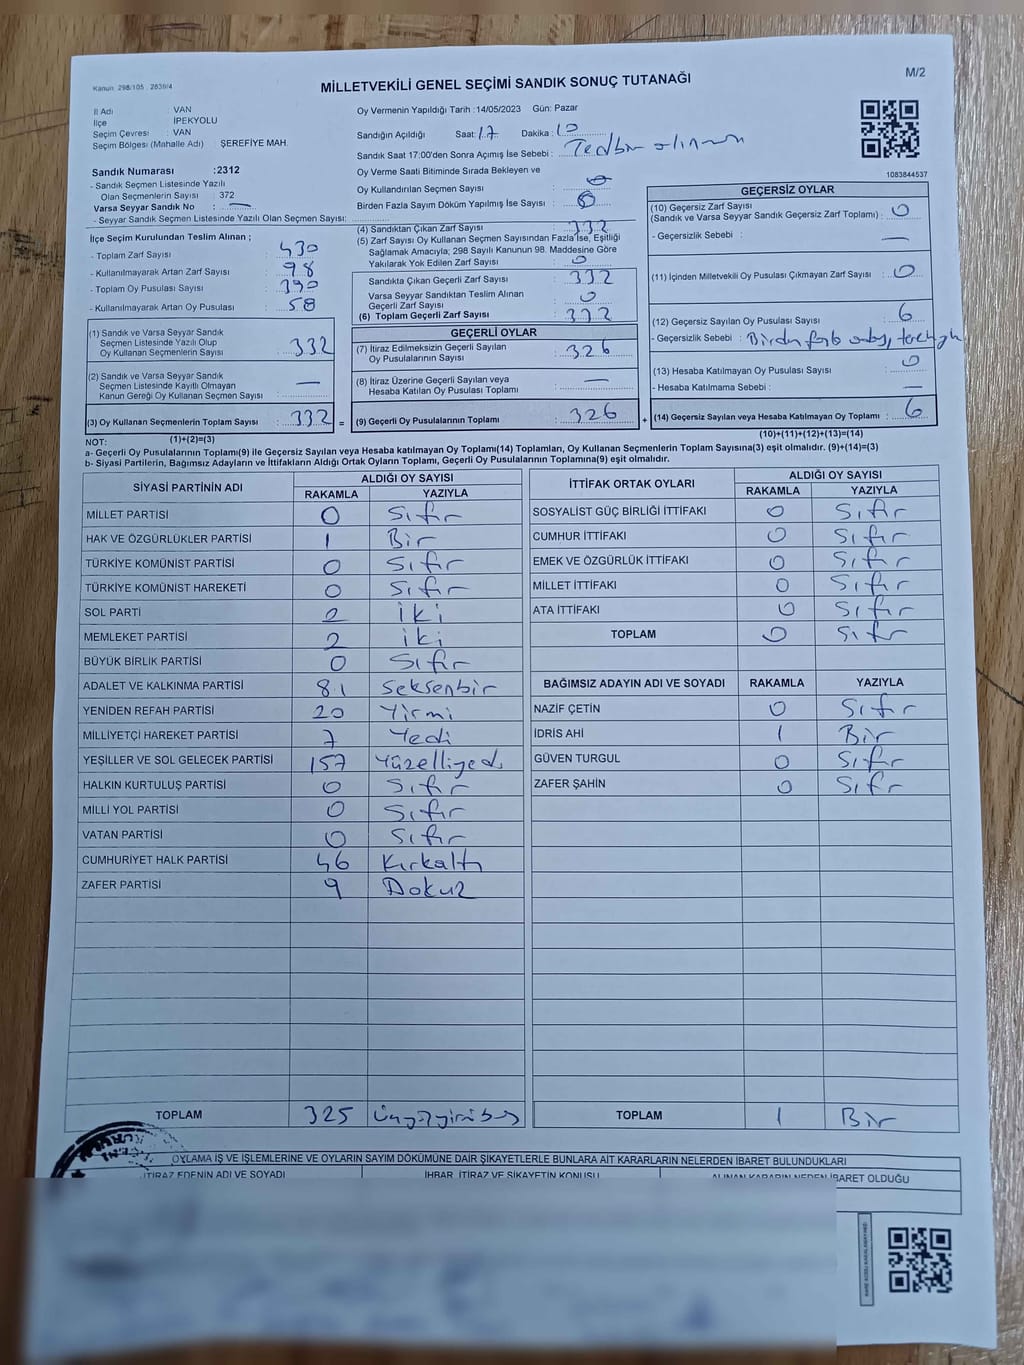 Kanun 298/105 2839/4
MİLLETVEKİLİ GENEL SEÇİMİ SANDIK SONUÇ TUTANAĞI
M/2
İl Adı : VAN
İlçe : İPEKYOLU
Seçim Çevresi : VAN
Seçim Bölgesi (Mahalle Adı) : ŞEREFİYE MAH.
Sandık Numarası :2312
- Sandık Seçmen Listesinde Yazılı
Olan Seçmenlerin Sayısı : 372
Varsa Seyyar Sandık No : —
- Seyyar Sandık Seçmen Listesinde Yazılı Olan Seçmen Sayısı:
Oy Vermenin Yapıldığı Tarih :14/05/2023 Gün: Pazar
Sandığın Açıldığı Saat: 17 Dakika: 10
Sandık Saat 17:00'den Sonra Açımış İse Sebebi : Tedbir alınan
Oy Verme Saati Bitiminde Sırada Bekleyen ve
Oy Kullandırılan Seçmen Sayısı :
Birden Fazla Sayım Döküm Yapılmış İse Sayısı : 0
1083844537
İlçe Seçim Kurulundan Teslim Alınan ;
- Toplam Zarf Sayısı : 430
- Kullanılmayarak Artan Zarf Sayısı : 98
- Toplam Oy Pusulası Sayısı : 390
- Kullanılmayarak Artan Oy Pusulası : 58
(1) Sandık ve Varsa Seyyar Sandık
Seçmen Listesinde Yazılı Olup
Oy Kullanan Seçmenlerin Sayısı : 332
(2) Sandık ve Varsa Seyyar Sandık
Seçmen Listesinde Kayıtlı Olmayan
Kanun Gereği Oy Kullanan Seçmen Sayısı : —
(3) Oy Kullanan Seçmenlerin Toplam Sayısı : 332 =
(1)+(2)=(3)
(4) Sandıktan Çıkan Zarf Sayısı : 332
(5) Zarf Sayısı Oy Kullanan Seçmen Sayısından Fazla İse, Eşitliği
Sağlamak Amacıyla; 298 Sayılı Kanunun 98. Maddesine Göre
Yakılarak Yok Edilen Zarf Sayısı : 0
Sandıkta Çıkan Geçerli Zarf Sayısı : 332
Varsa Seyyar Sandıktan Teslim Alınan
Geçerli Zarf Sayısı : 0
(6) Toplam Geçerli Zarf Sayısı : 332
GEÇERLİ OYLAR
(7) İtiraz Edilmeksizin Geçerli Sayılan
Oy Pusulalarının Sayısı : 326
(8) İtiraz Üzerine Geçerli Sayılan veya
Hesaba Katılan Oy Pusulası Toplamı : —
(9) Geçerli Oy Pusulalarının Toplamı : 326 +
GEÇERSİZ OYLAR
(10) Geçersiz Zarf Sayısı
(Sandık ve Varsa Seyyar Sandık Geçersiz Zarf Toplamı) : 0
- Geçersizlik Sebebi : —
(11) İçinden Milletvekili Oy Pusulası Çıkmayan Zarf Sayısı : 0
(12) Geçersiz Sayılan Oy Pusulası Sayısı : 6
- Geçersizlik Sebebi : Birden fazla
(13) Hesaba Katılmayan Oy Pusulası Sayısı : 0
- Hesaba Katılmama Sebebi : —
(14) Geçersiz Sayılan veya Hesaba Katılmayan Oy Toplamı : 6
(10)+(11)+(12)+(13)=(14)
NOT:
a- Geçerli Oy Pusulalarının Toplamı(9) ile Geçersiz Sayılan veya Hesaba katılmayan Oy Toplamı(14) Toplamları, Oy Kullanan Seçmenlerin Toplam Sayısına(3) eşit olmalıdır. (9)+(14)=(3)
b- Siyasi Partilerin, Bağımsız Adayların ve İttifakların Aldığı Ortak Oyların Toplamı, Geçerli Oy Pusulalarının Toplamına(9) eşit olmalıdır.
SİYASİ PARTİNİN ADI
ALDIĞI OY SAYISI
RAKAMLA YAZIYLA
MİLLET PARTİSİ 0 Sıfır
HAK VE ÖZGÜRLÜKLER PARTİSİ 1 Bir
TÜRKİYE KOMÜNİST PARTİSİ 0 Sıfır
TÜRKİYE KOMÜNİST HAREKETİ 0 Sıfır
SOL PARTİ 2 iki
MEMLEKET PARTİSİ 2 iki
BÜYÜK BİRLİK PARTİSİ 0 Sıfır
ADALET VE KALKINMA PARTİSİ 81 Seksenbir
YENİDEN REFAH PARTİSİ 20 Yirmi
MİLLİYETÇİ HAREKET PARTİSİ 7 Yedi
YEŞİLLER VE SOL GELECEK PARTİSİ 157 Yüzelliyedi
HALKIN KURTULUŞ PARTİSİ 0 Sıfır
MİLLİ YOL PARTİSİ 0 Sıfır
VATAN PARTİSİ 0 Sıfır
CUMHURİYET HALK PARTİSİ 46 Kırkaltı
ZAFER PARTİSİ 9 Dokuz
TOPLAM 325 Üçyüzyirmibeş
İTTİFAK ORTAK OYLARI
ALDIĞI OY SAYISI
RAKAMLA YAZIYLA
SOSYALİST GÜÇ BİRLİĞİ İTTİFAKI 0 Sıfır
CUMHUR İTTİFAKI 0 Sıfır
EMEK VE ÖZGÜRLÜK İTTİFAKI 0 Sıfır
MİLLET İTTİFAKI 0 Sıfır
ATA İTTİFAKI 0 Sıfır
TOPLAM 0 Sıfır
BAĞIMSIZ ADAYIN ADI VE SOYADI RAKAMLA YAZIYLA
NAZİF ÇETİN 0 Sıfır
İDRİS AHİ 1 Bir
GÜVEN TURGUL 0 Sıfır
ZAFER ŞAHİN 0 Sıfır
TOPLAM 1 Bir
OYLAMA İŞ VE İŞLEMLERİNE VE OYLARIN SAYIM DÖKÜMÜNE DAİR ŞİKAYETLERLE BUNLARA AİT KARARLARIN NELERDEN İBARET BULUNDUKLARI
İTİRAZ EDENİN ADI VE SOYADI
İHBAR, İTİRAZ VE ŞİKAYETİN KONUSU
ALINAN KARARIN NEDEN İBARET OLDUĞU